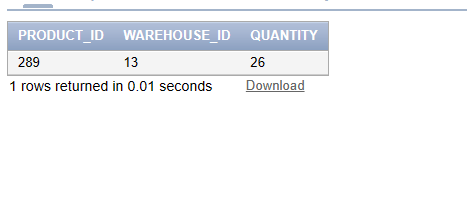 PRODUCT_ID WAREHOUSE_ID QUANTITY
289 13 26
1 rows returned in 0.01 seconds Download